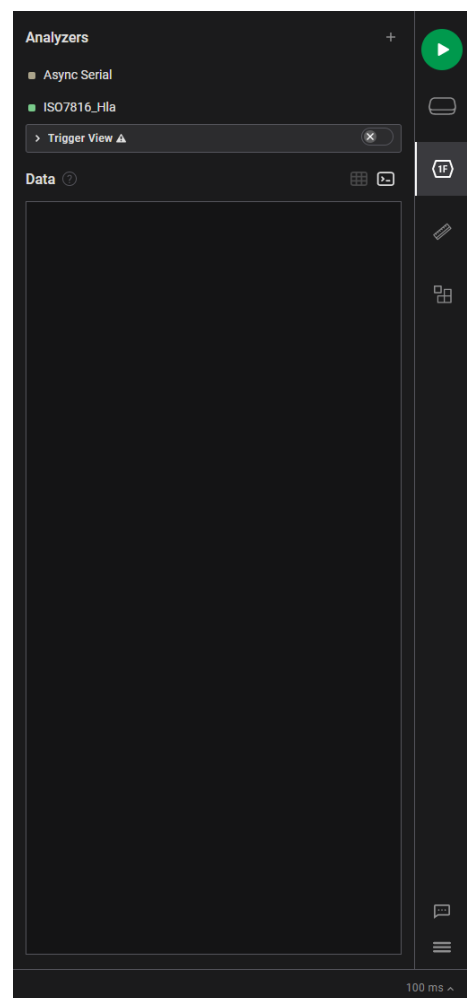 Analyzers
Async Serial
ISO7816_Hla
Trigger View
Data ?
1F
100 ms